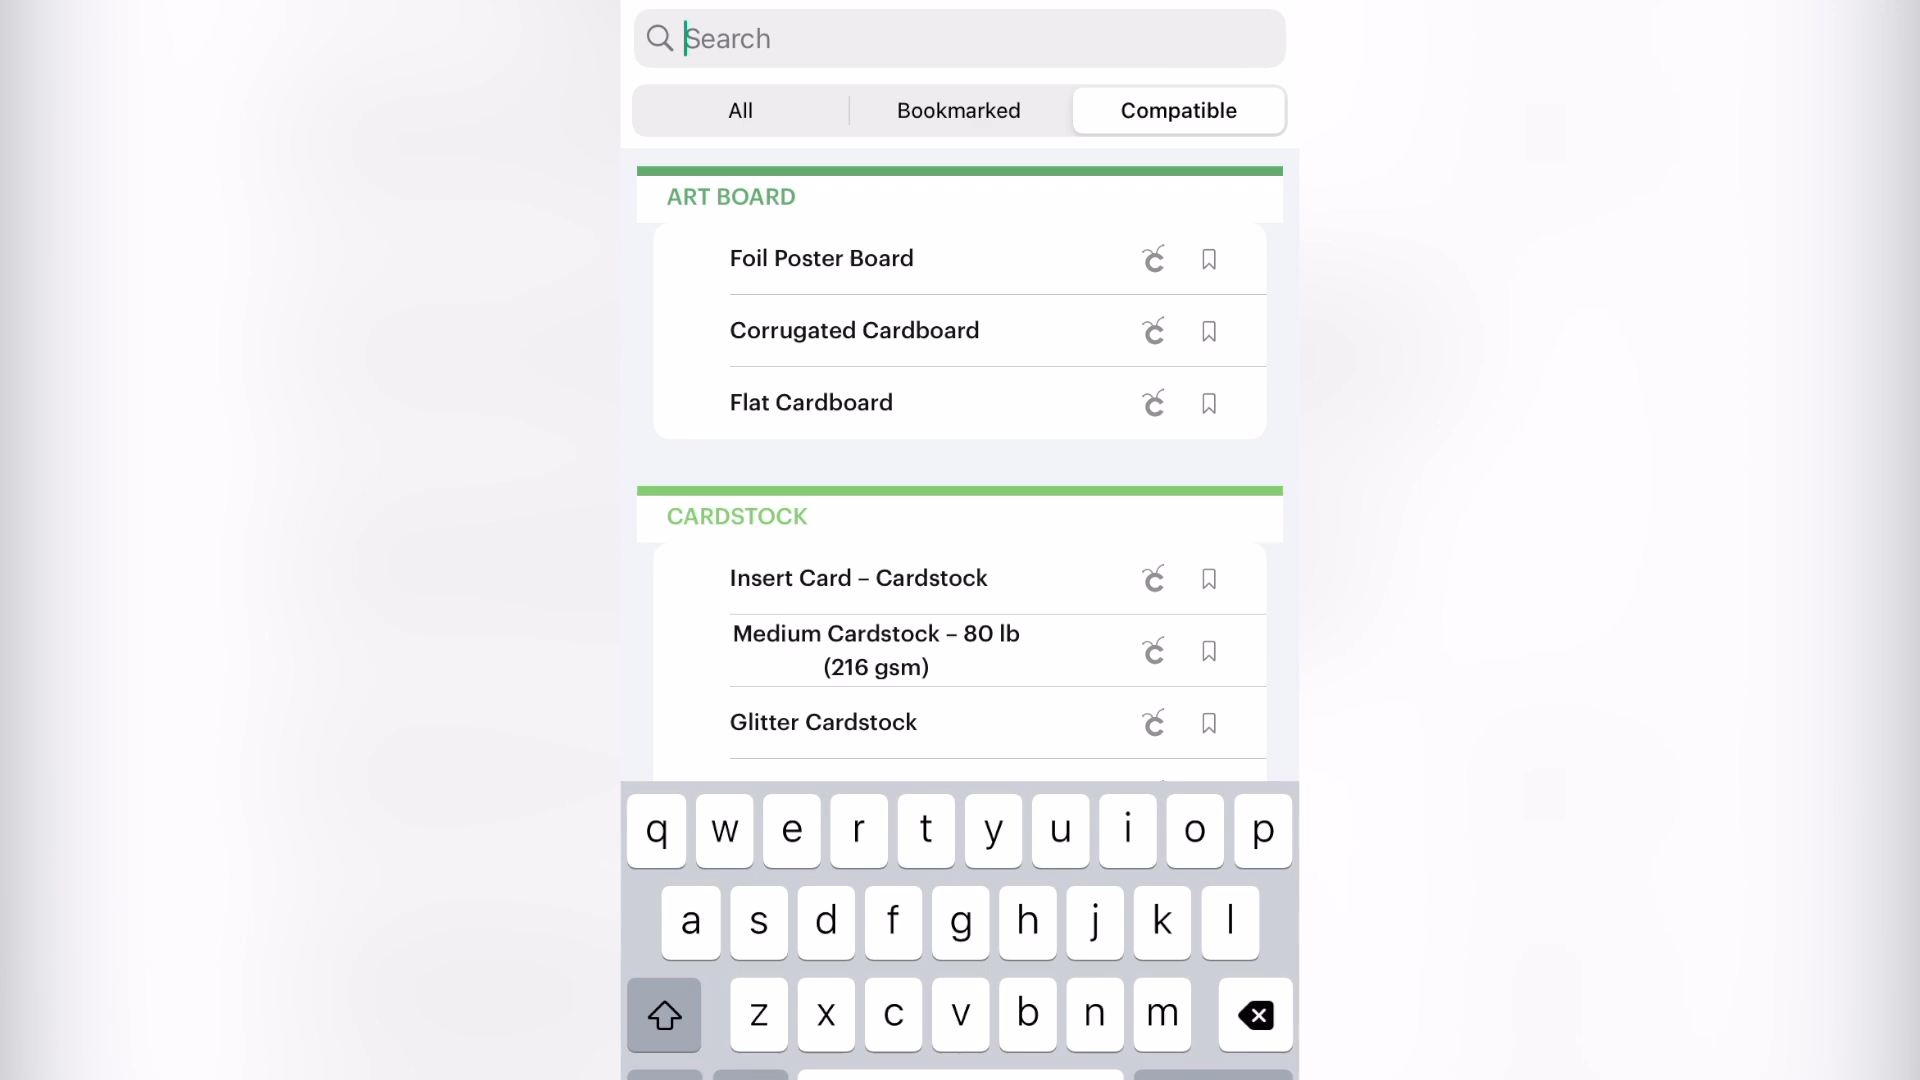 Search
All Bookmarked Compatible
ART BOARD
Foil Poster Board
Corrugated Cardboard
Flat Cardboard
CARDSTOCK
Insert Card – Cardstock
Medium Cardstock – 80 lb
(216 gsm)
Glitter Cardstock
q w e r t y u i o p
a s d f g h j k l
z x c v b n m